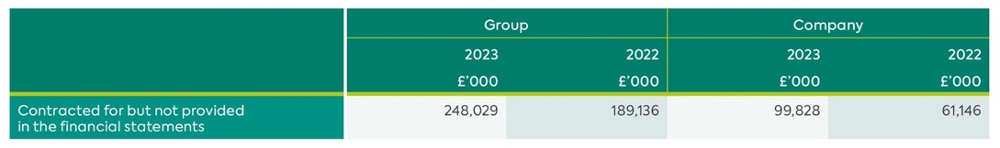 Group Company
2023 2022 2023 2022
£’000 £’000 £’000 £’000
Contracted for but not provided 248,029 189,136 99,828 61,146
in the financial statements